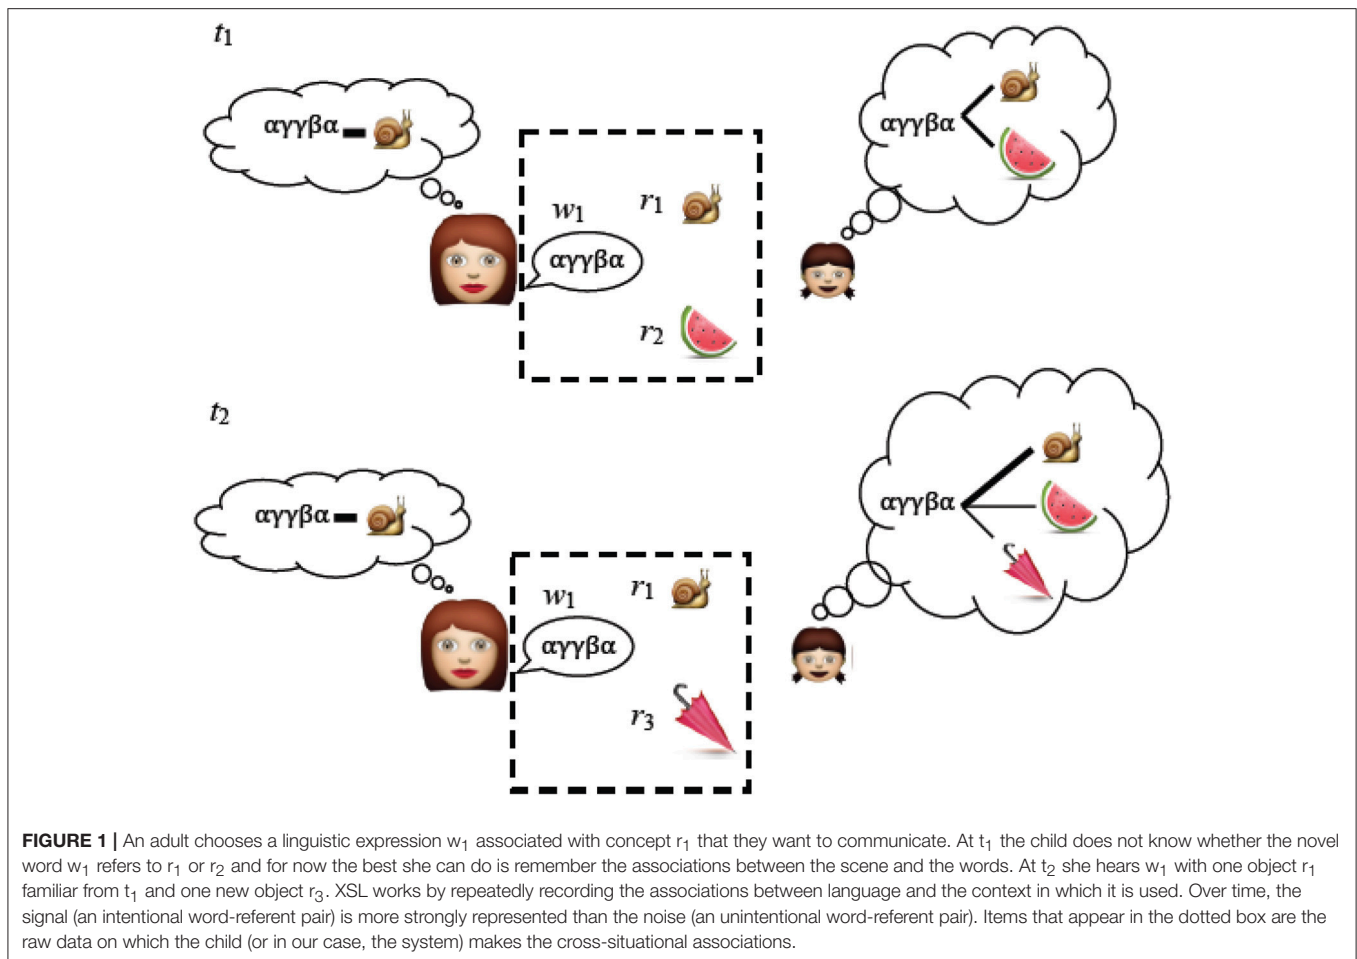 t1
αγγβα
αγγβα
w1
r1
αγγβα
r2
t2
αγγβα
αγγβα
w1
r1
αγγβα
r3
FIGURE 1 | An adult chooses a linguistic expression w1 associated with concept r1 that they want to communicate. At t1 the child does not know whether the novel
word w1 refers to r1 or r2 and for now the best she can do is remember the associations between the scene and the words. At t2 she hears w1 with one object r1
familiar from t1 and one new object r3. XSL works by repeatedly recording the associations between language and the context in which it is used. Over time, the
signal (an intentional word-referent pair) is more strongly represented than the noise (an unintentional word-referent pair). Items that appear in the dotted box are the
raw data on which the child (or in our case, the system) makes the cross-situational associations.